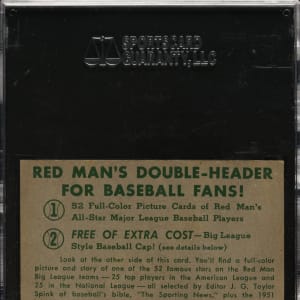 SPORTSCARD
GUARANTY, LLC
RED MAN'S DOUBLE-HEADER
FOR BASEBALL FANS!
1 52 Full-Color Picture Cards of Red Man's
All-Star Major League Baseball Players
2 FREE OF EXTRA COST—Big League
Style Baseball Cap! (see details below)
Look at the other side of this card. You'll find a full-color
picture and story of one of the 52 famous stars on the Red Man
Big League teams — 25 top players in the American League and
25 in the National League — all selected by Editor J. G. Taylor
Spink of baseball's bible, "The Sporting News," plus the 1951